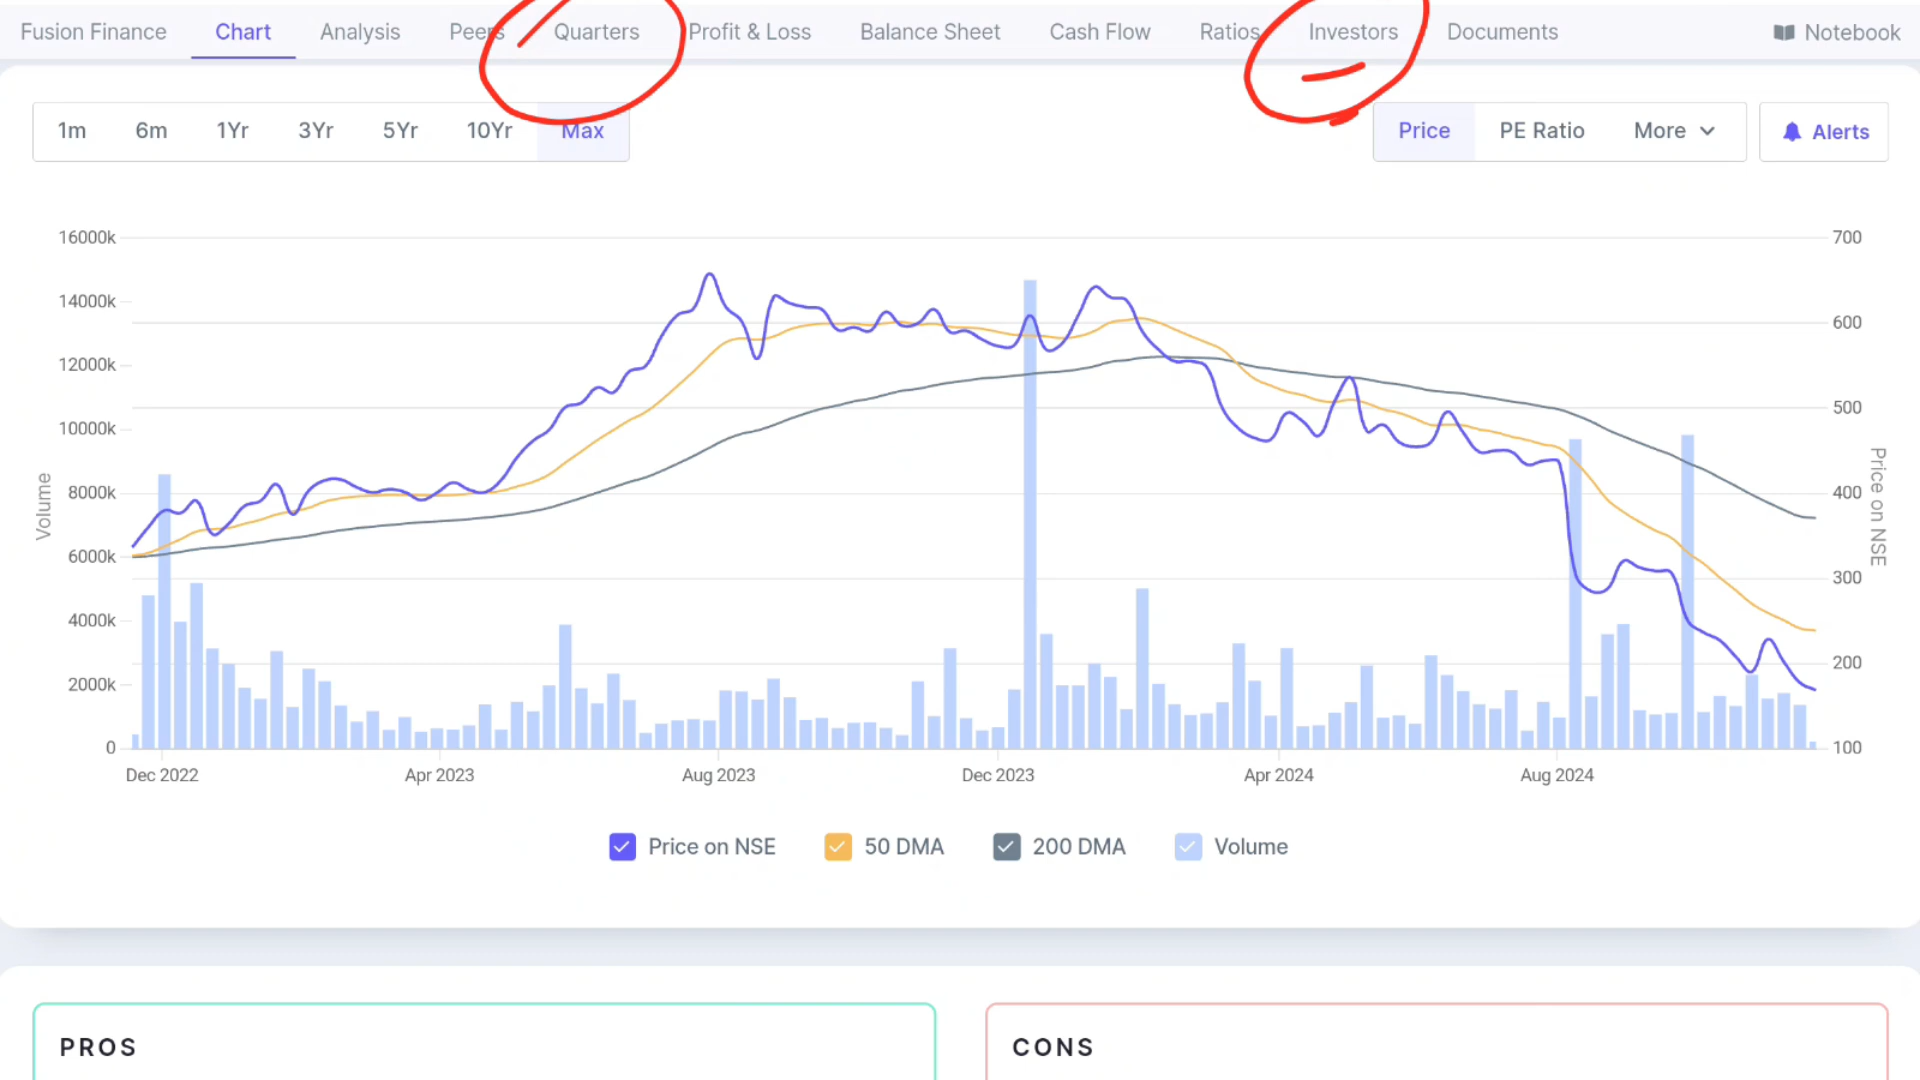 Fusion Finance Chart Analysis Peers Quarters Profit & Loss Balance Sheet Cash Flow Ratios Investors Documents Notebook
1m 6m 1Yr 3Yr 5Yr 10Yr Max Price PE Ratio More Alerts
16000k 700
14000k
600
12000k
500
10000k
8000k 400
6000k
300
4000k
200
2000k
0 100
Volume
Price on NSE
Dec 2022 Apr 2023 Aug 2023 Dec 2023 Apr 2024 Aug 2024
Price on NSE 50 DMA 200 DMA Volume
PROS CONS